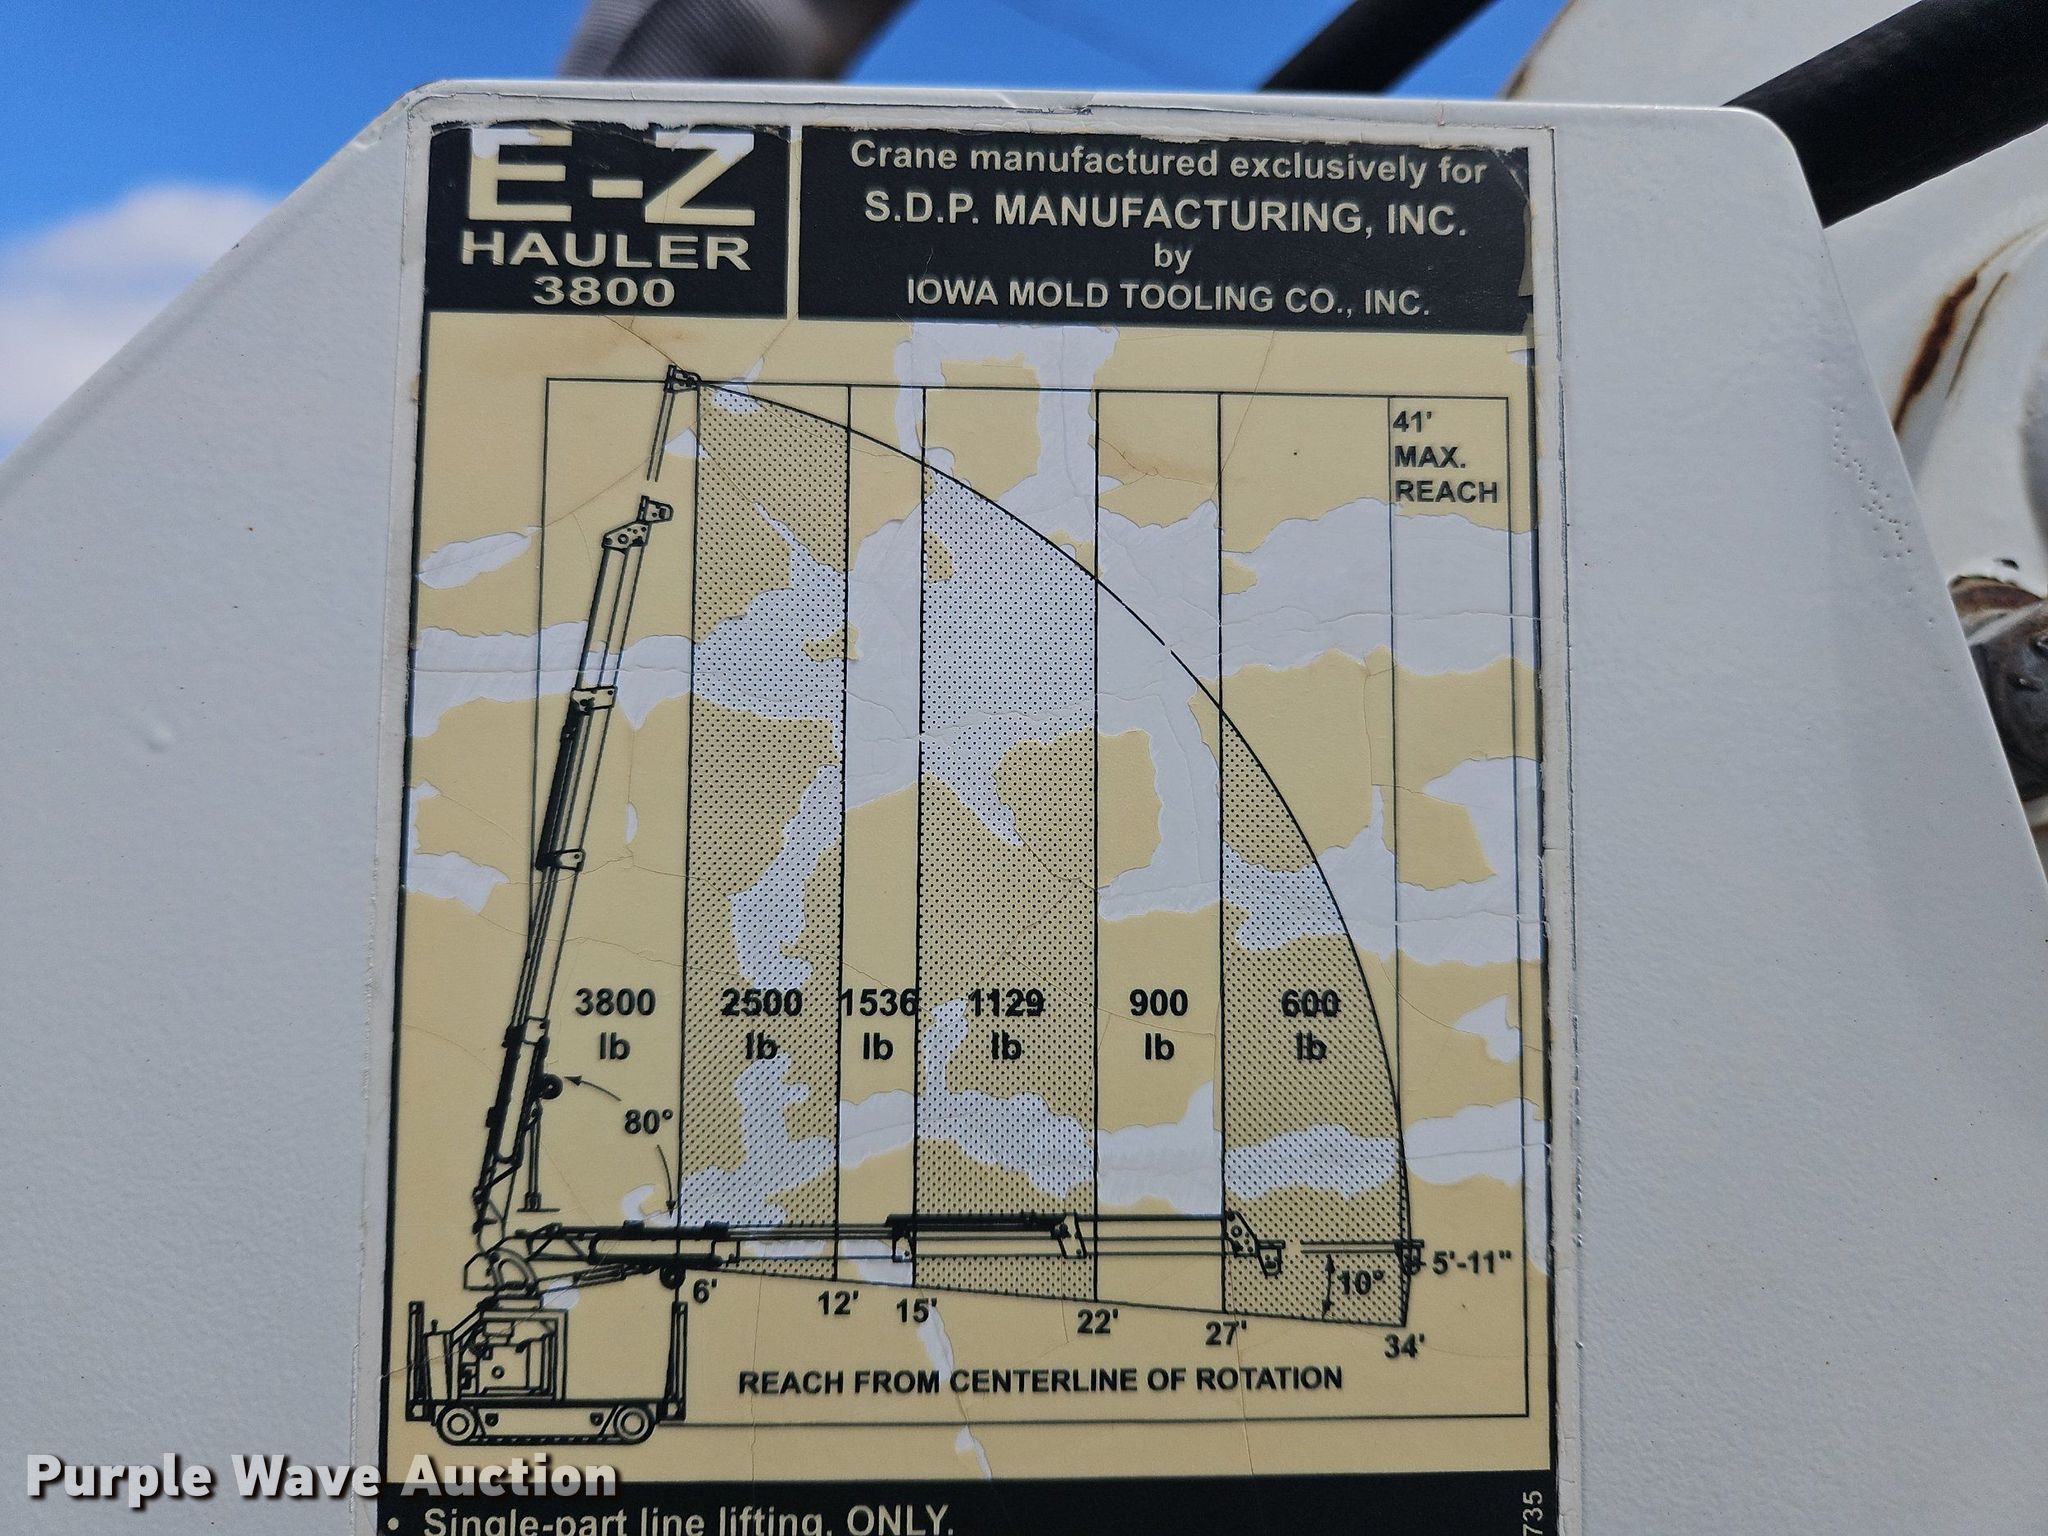 E-Z
HAULER
3800
Crane manufactured exclusively for
S.D.P. MANUFACTURING, INC.
by
IOWA MOLD TOOLING CO., INC.
41'
MAX.
REACH
3800
lb
2500
lb
1536
lb
1129
lb
900
lb
600
lb
80°
5'-11"
10°
6'
12'
15'
22'
27'
34'
REACH FROM CENTERLINE OF ROTATION
Purple Wave Auction
• Single-part line lifting, ONLY.
735